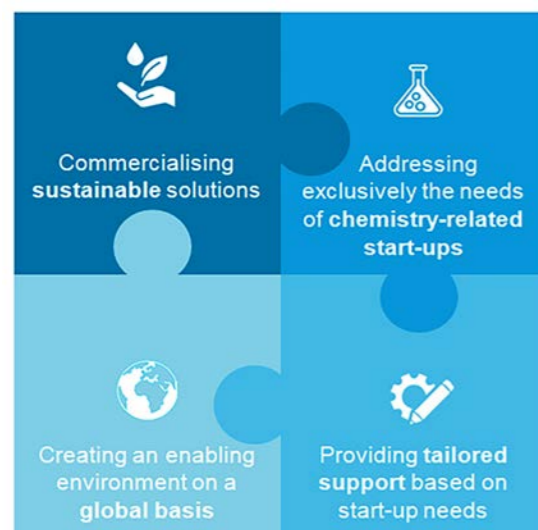 Commercialising
sustainable solutions
Addressing
exclusively the needs
of chemistry-related
start-ups
Creating an enabling
environment on a
global basis
Providing tailored
support based on
start-up needs